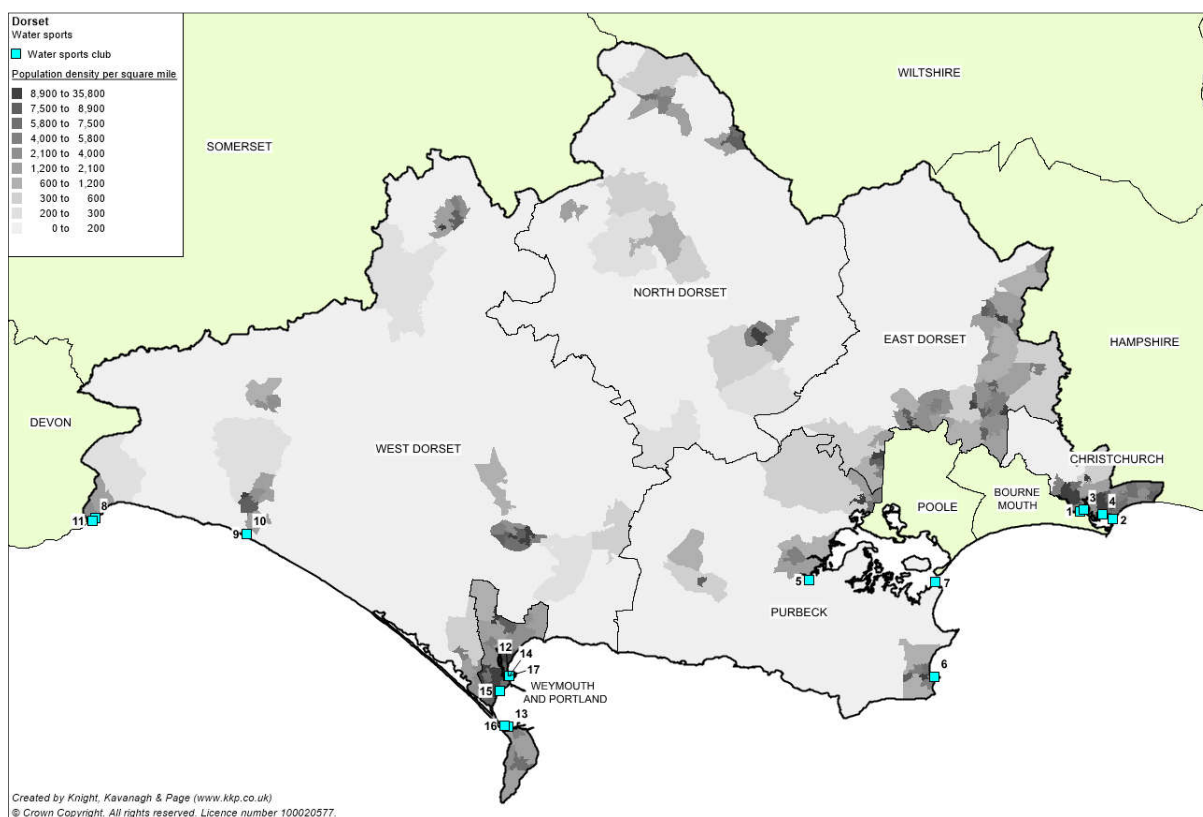 Dorset
Water sports
Water sports club
Population density per square mile
8,900 to 35,800
7,500 to 8,900
5,800 to 7,500
4,000 to 5,800
2,100 to 4,000
1,200 to 2,100
600 to 1,200
300 to 600
200 to 300
0 to 200
WILTSHIRE
SOMERSET
NORTH DORSET
EAST DORSET
HAMPSHIRE
DEVON
WEST DORSET
CHRISTCHURCH
POOLE
BOURNE
MOUTH
1
3
4
2
11
8
9
10
5
7
PURBECK
6
12
14
17
15
WEYMOUTH
AND PORTLAND
16
13
Created by Knight, Kavanagh & Page (www.kkp.co.uk)
© Crown Copyright. All rights reserved. Licence number 100020577.